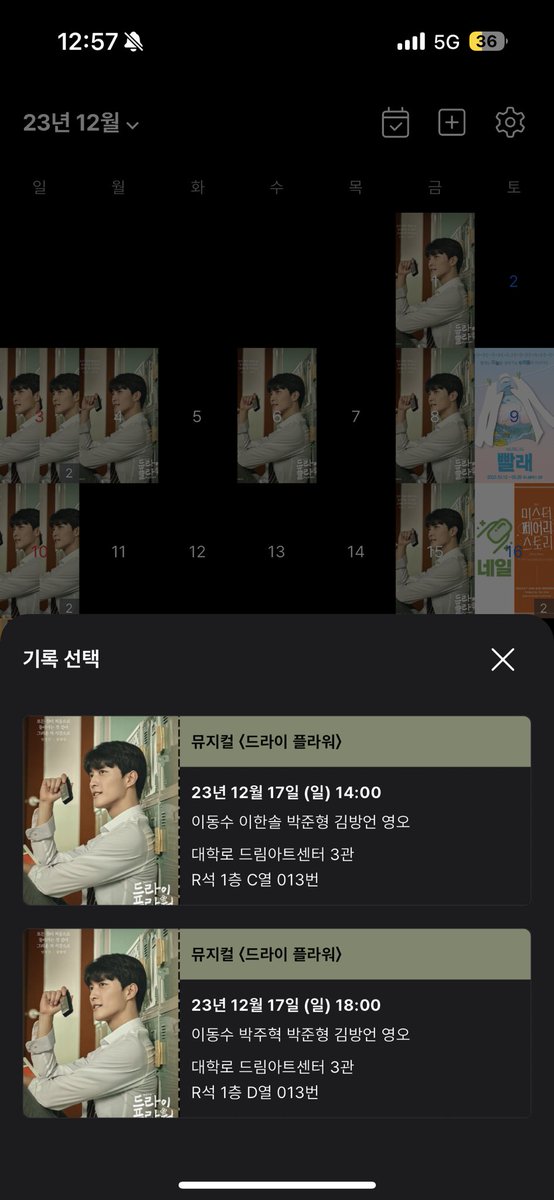 12:57
5G
36
23년 12월
일 월 화 수 목 금 토
1 2
3 4 5 6 7 8 9
2
빨래
10 11 12 13 14 15 16
2
네일
미스터
페어리
스토리
2
기록 선택
드라이
플라워
뮤지컬 〈드라이 플라워〉
23년 12월 17일 (일) 14:00
이동수 이한솔 박준형 김방언 영오
대학로 드림아트센터 3관
R석 1층 C열 013번
드라이
플라워
뮤지컬 〈드라이 플라워〉
23년 12월 17일 (일) 18:00
이동수 박주혁 박준형 김방언 영오
대학로 드림아트센터 3관
R석 1층 D열 013번